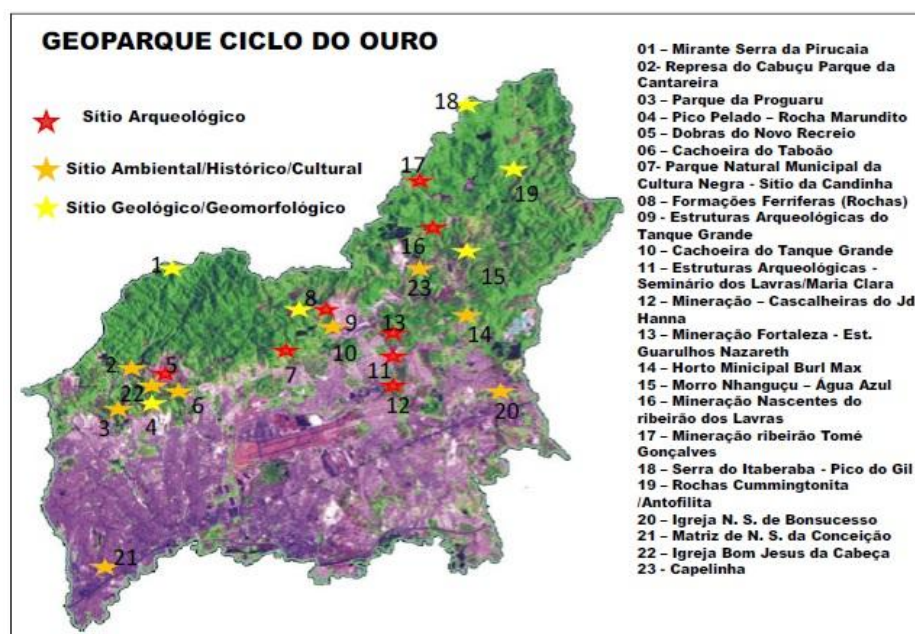 GEOPARQUE CICLO DO OURO
Sítio Arqueológico
Sítio Ambiental/Histórico/Cultural
Sítio Geológico/Geomorfológico
18
17
19
16
15
1
23
8
14
9
13
10
2
5
7
11
22
6
12
20
3
4
21
01 – Mirante Serra da Pirucaia
02- Represa do Cabuçu Parque da
Cantareira
03 – Parque da Proguaru
04 – Pico Pelado – Rocha Marundito
05 – Dobras do Novo Recreio
06 – Cachoeira do Taboão
07- Parque Natural Municipal da
Cultura Negra - Sítio da Candinha
08 – Formações Ferríferas (Rochas)
09 - Estruturas Arqueológicas do
Tanque Grande
10 – Cachoeira do Tanque Grande
11 – Estruturas Arqueológicas -
Seminário dos Lavras/Maria Clara
12 – Mineração – Cascalheiras do Jd
Hanna
13 – Mineração Fortaleza - Est.
Guarulhos Nazareth
14 – Horto Minicipal Burl Max
15 – Morro Nhanguçu – Água Azul
16 – Mineração Nascentes do
ribeirão dos Lavras
17 – Mineração ribeirão Tomé
Gonçalves
18 – Serra do Itaberaba - Pico do Gil
19 – Rochas Cummingtonita
/Antofilita
20 – Igreja N. S. de Bonsucesso
21 – Matriz de N. S. da Conceição
22 – Igreja Bom Jesus da Cabeça
23 - Capelinha